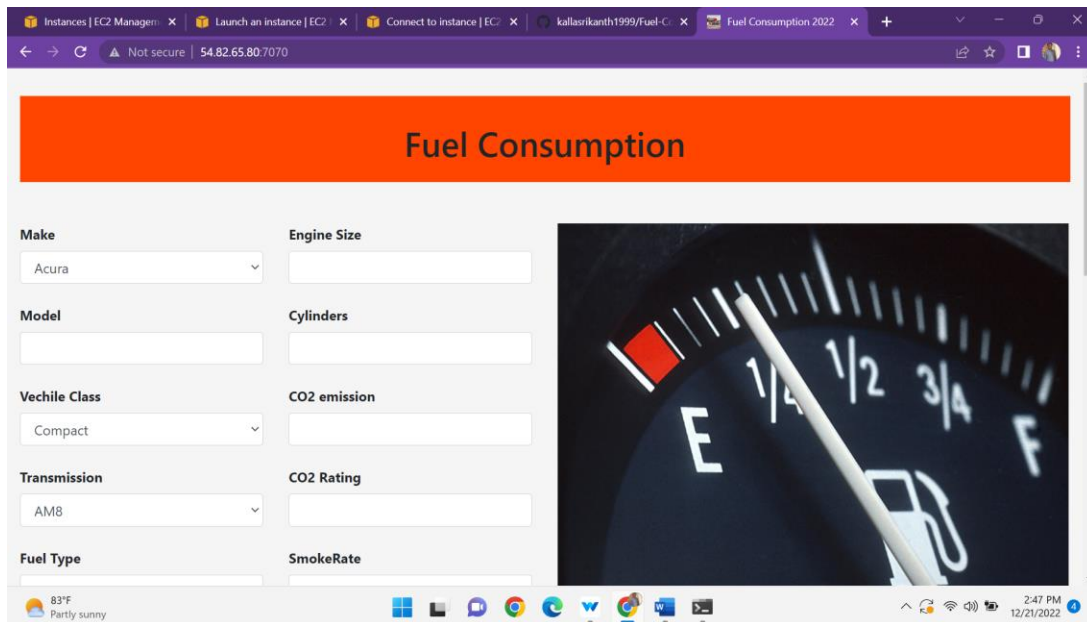 Instances | EC2 Managem
Launch an instance | EC2
Connect to instance | EC2
kallasrikanth1999/Fuel-Co
Fuel Consumption 2022
Not secure | 54.82.65.80:7070
Fuel Consumption
Make
Acura
Model
Vechile Class
Compact
Transmission
AM8
Fuel Type
Engine Size
Cylinders
CO2 emission
CO2 Rating
SmokeRate
E
1/4
1/2
3/4
F
83°F
Partly sunny
2:47 PM
12/21/2022
4